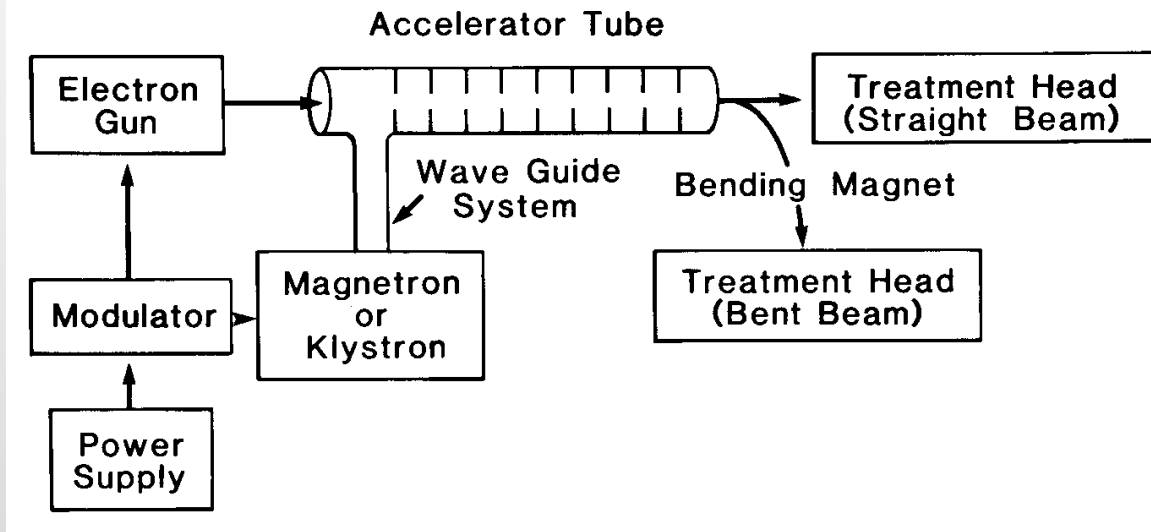 Accelerator Tube
Electron
Gun
Treatment Head
(Straight Beam)
Wave Guide
System
Bending Magnet
Modulator
Magnetron
or
Klystron
Treatment Head
(Bent Beam)
Power
Supply